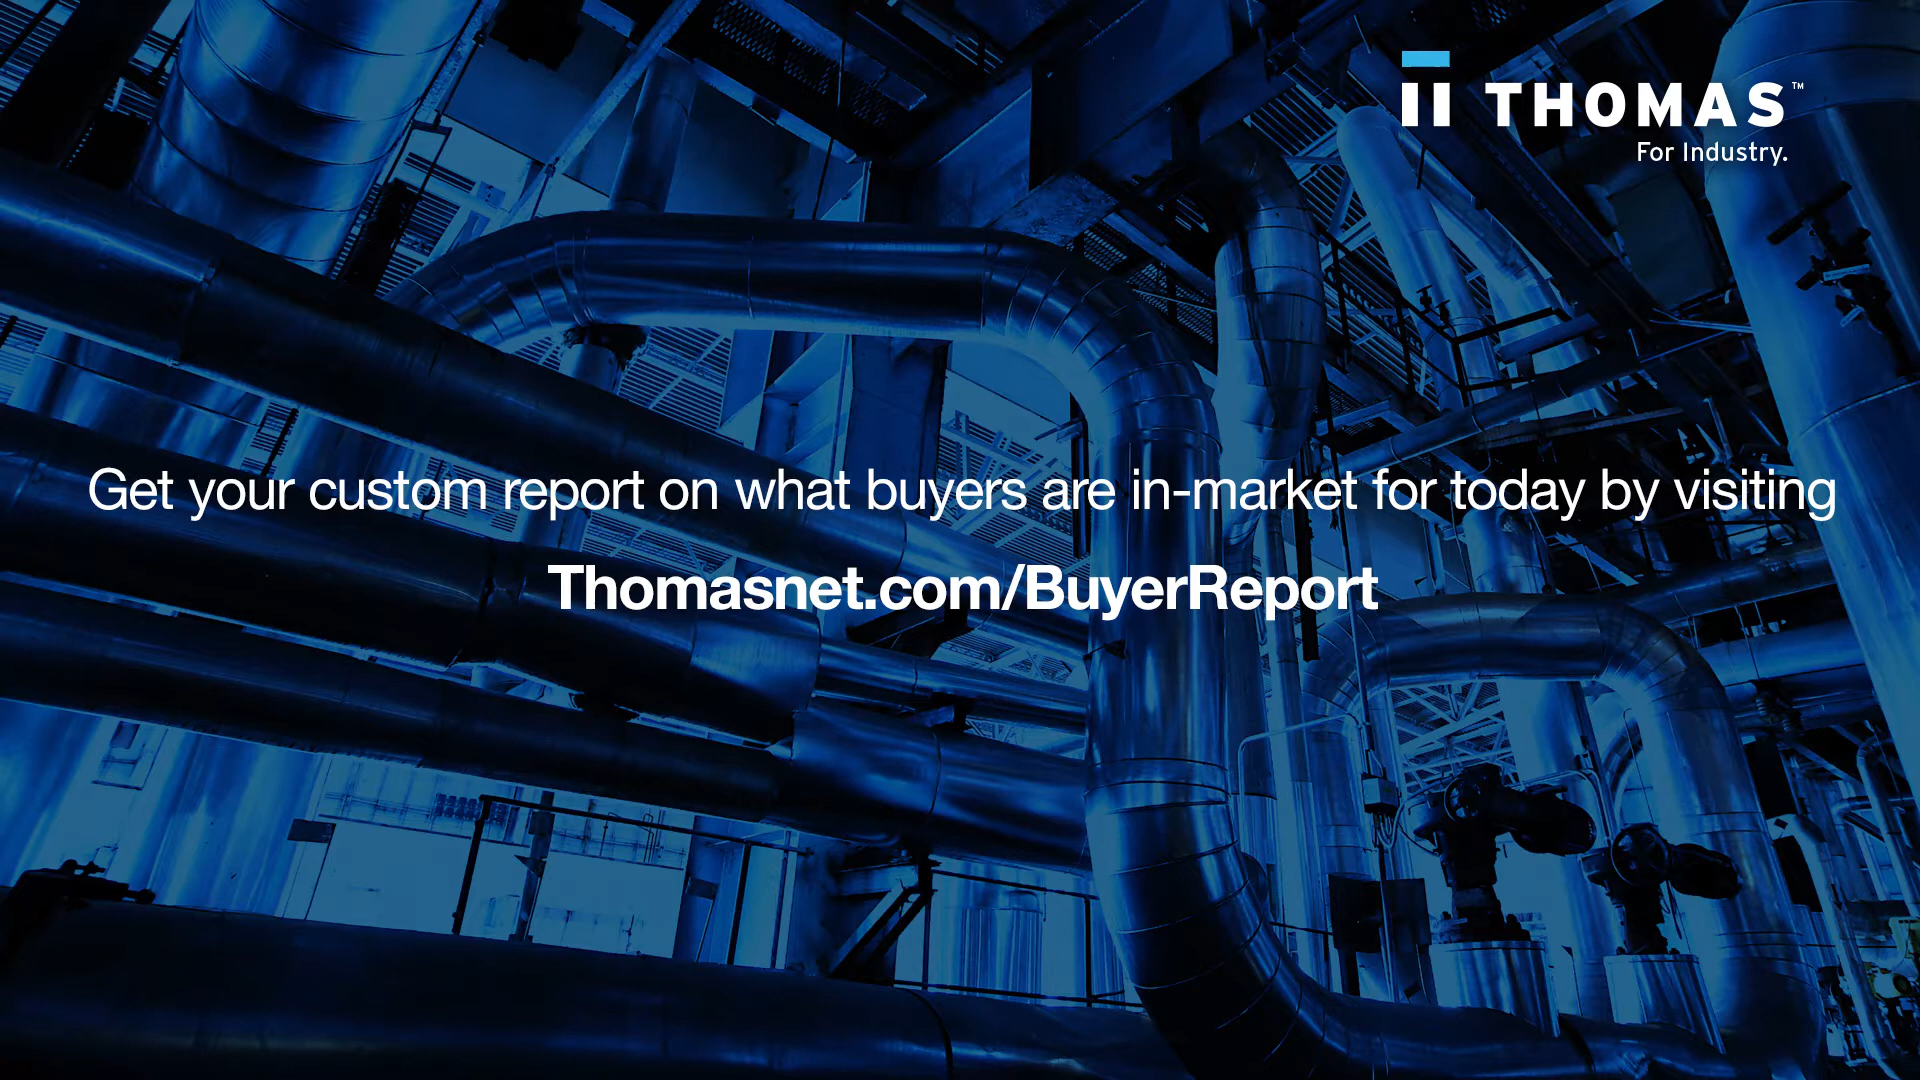 THOMAS™
For Industry.
Get your custom report on what buyers are in-market for today by visiting
Thomasnet.com/BuyerReport